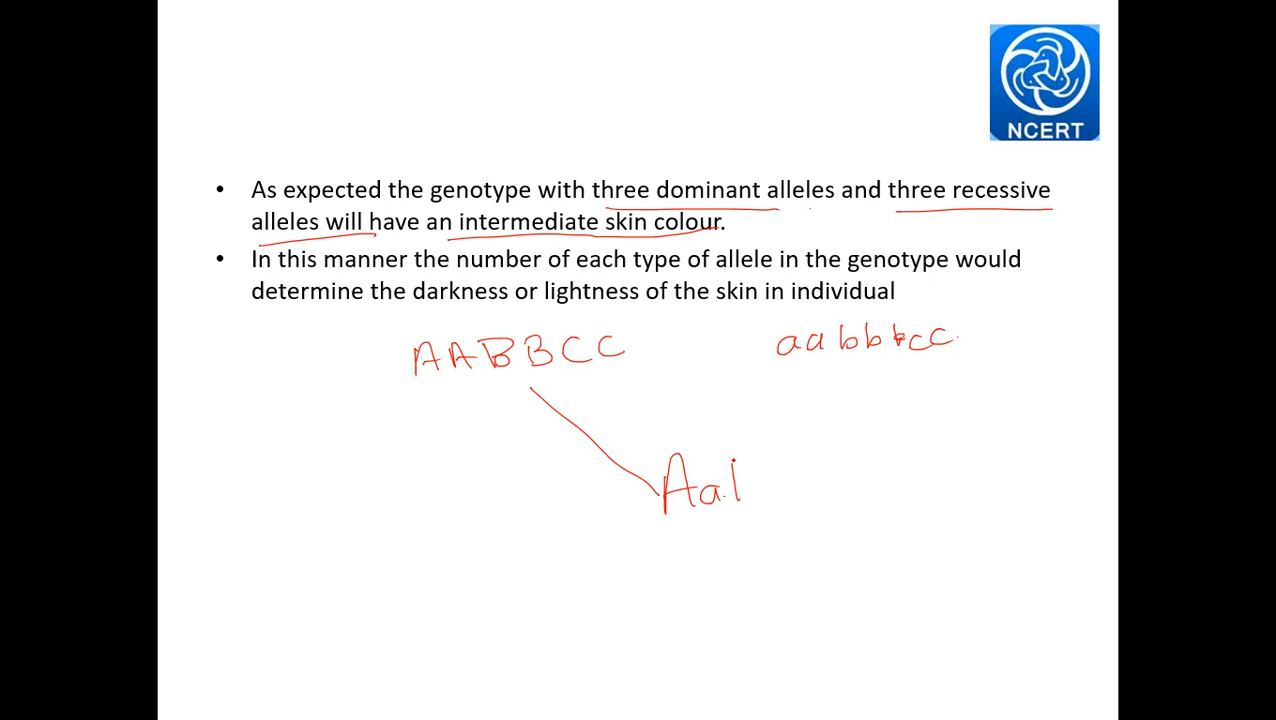 NCERT
• As expected the genotype with three dominant alleles and three recessive
alleles will have an intermediate skin colour.
• In this manner the number of each type of allele in the genotype would
determine the darkness or lightness of the skin in individual
AABBCC aabbcc
Aa